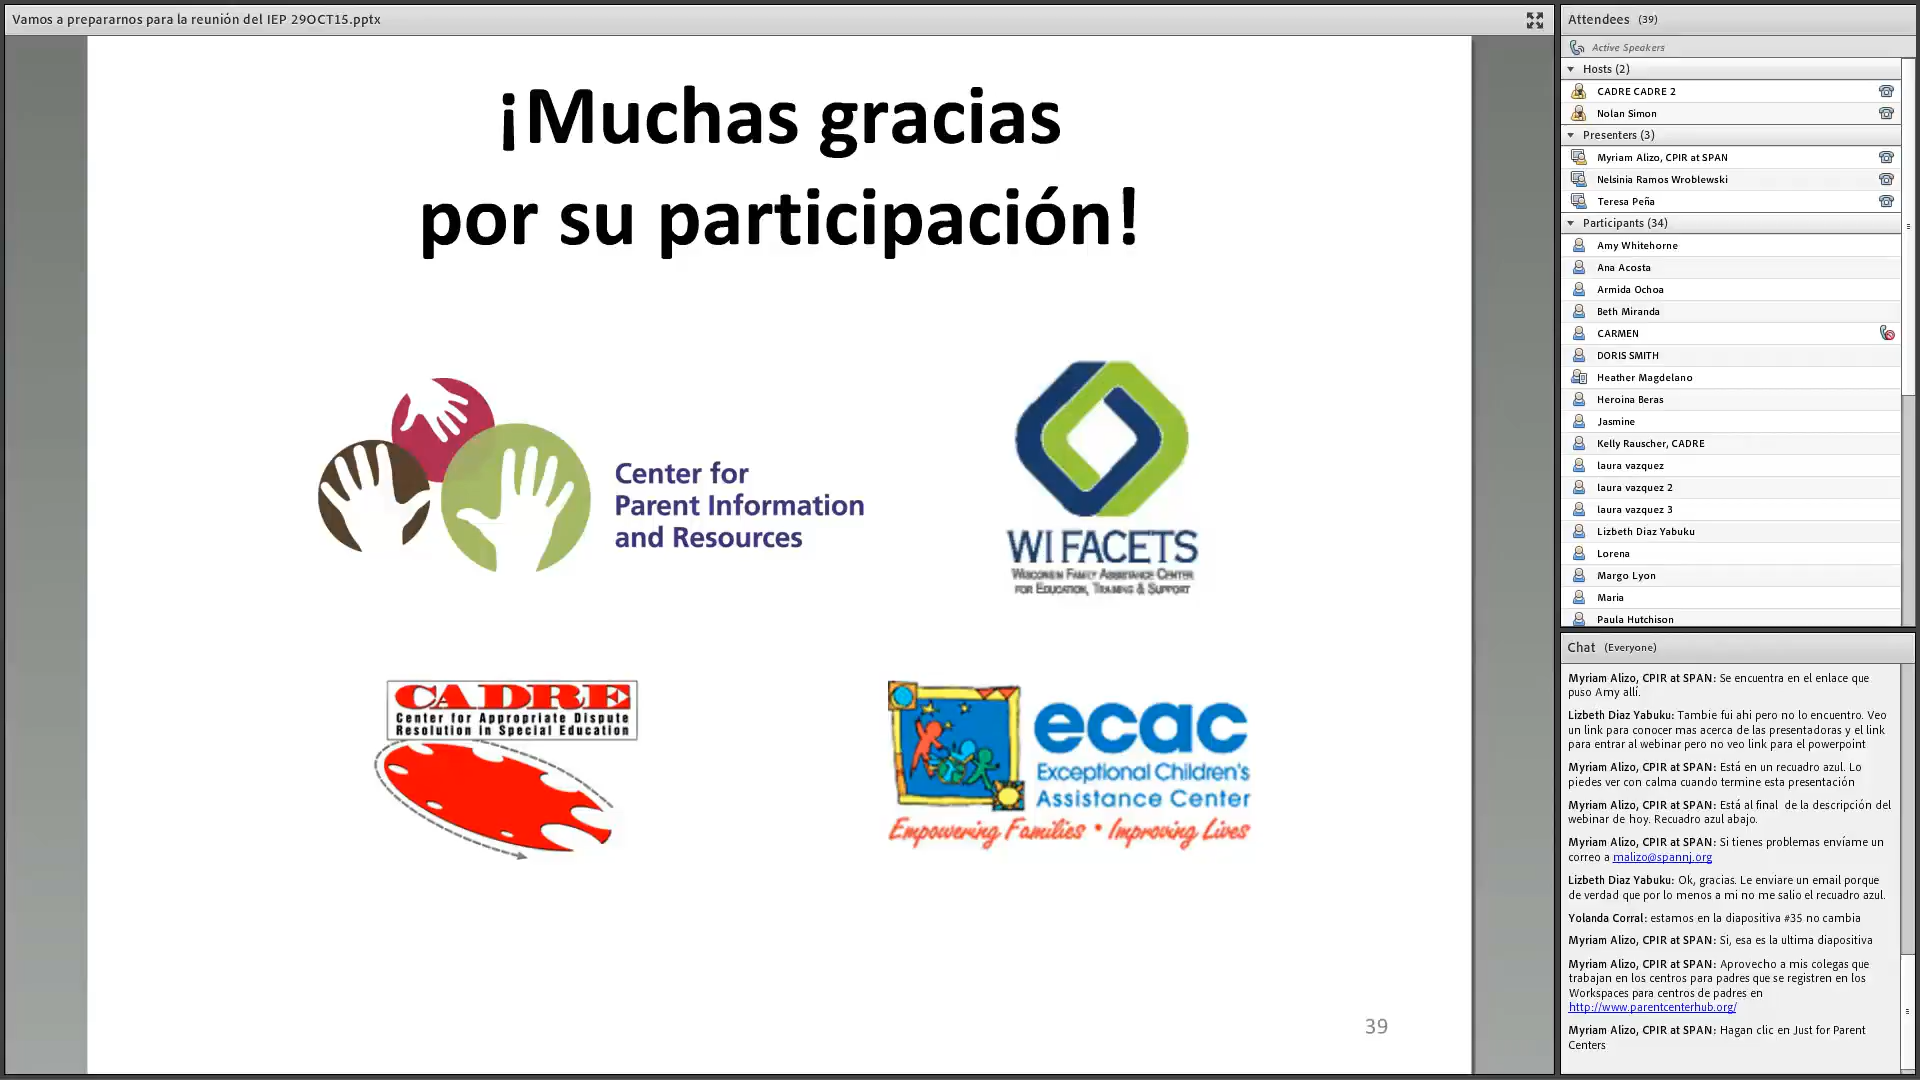 Vamos a prepararnos para la reunión del IEP 29OCT15.pptx
¡Muchas gracias
por su participación!
Center for
Parent Information
and Resources
WI FACETS
Wisconsin Family Assistance Center
for Education, Training & Support
CADRE
Center for Appropriate Dispute
Resolution in Special Education
ecac
Exceptional Children's
Assistance Center
Empowering Families • Improving Lives
39
Attendees (39)
Active Speakers
Hosts (2)
CADRE CADRE 2
Nolan Simon
Presenters (3)
Myriam Alizo, CPIR at SPAN
Nelsinia Ramos Wroblewski
Teresa Peña
Participants (34)
Amy Whitehorne
Ana Acosta
Armida Ochoa
Beth Miranda
CARMEN
DORIS SMITH
Heather Magdelano
Heroina Beras
Jasmine
Kelly Rauscher, CADRE
laura vazquez
laura vazquez 2
laura vazquez 3
Lizbeth Diaz Yabuku
Lorena
Margo Lyon
Maria
Paula Hutchison
Chat (Everyone)
Myriam Alizo, CPIR at SPAN: Se encuentra en el enlace que
puso Amy allí.
Lizbeth Diaz Yabuku: Tambie fui ahi pero no lo encuentro. Veo
un link para conocer mas acerca de las presentadoras y el link
para entrar al webinar pero no veo link para el powerpoint
Myriam Alizo, CPIR at SPAN: Está en un recuadro azul. Lo
piedes ver con calma cuando termine esta presentación
Myriam Alizo, CPIR at SPAN: Está al final de la descripción del
webinar de hoy. Recuadro azul abajo.
Myriam Alizo, CPIR at SPAN: Si tienes problemas envíame un
correo a malizo@spannj.org
Lizbeth Diaz Yabuku: Ok, gracias. Le enviare un email porque
de verdad que por lo menos a mi no me salio el recuadro azul.
Yolanda Corral: estamos en la diapositiva #35 no cambia
Myriam Alizo, CPIR at SPAN: Si, esa es la ultima diapositiva
Myriam Alizo, CPIR at SPAN: Aprovecho a mis colegas que
trabajan en los centros para padres que se registren en los
Workspaces para centros de padres en
http://www.parentcenterhub.org/
Myriam Alizo, CPIR at SPAN: Hagan clic en Just for Parent
Centers